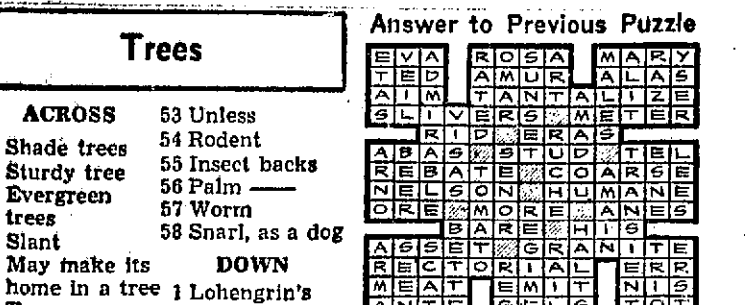 Trees
ACROSS
Shade trees
Sturdy tree
Evergreen
trees
Slant
May make its
home in a tree
53 Unless
54 Rodent
55 Insect backs
56 Palm ——
57 Worm
58 Snarl, as a dog
DOWN
1 Lohengrin's
Answer to Previous Puzzle
EVA ROSA MARY
TED AMUR ALAS
AIM TANTALIZE
SLIVERS METER
RID ERAS
ABAS STUD TEL
REBATE COARSE
NELSON HUMANE
ORE MORE ANES
BARE HIS
ASSET GRANITE
RECTORIAL ERR
MEAT EMIT NIS